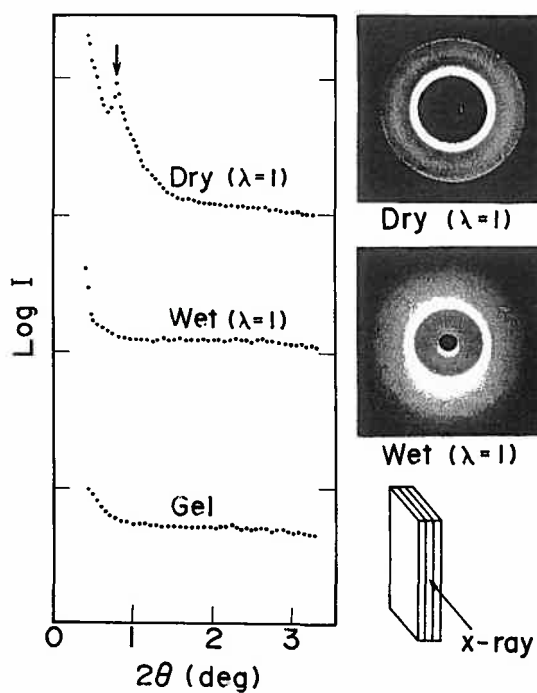 Log I
Dry (λ=1)
Wet (λ=1)
Gel
0 1 2 3
2θ (deg)
Dry (λ=1)
Wet (λ=1)
x-ray